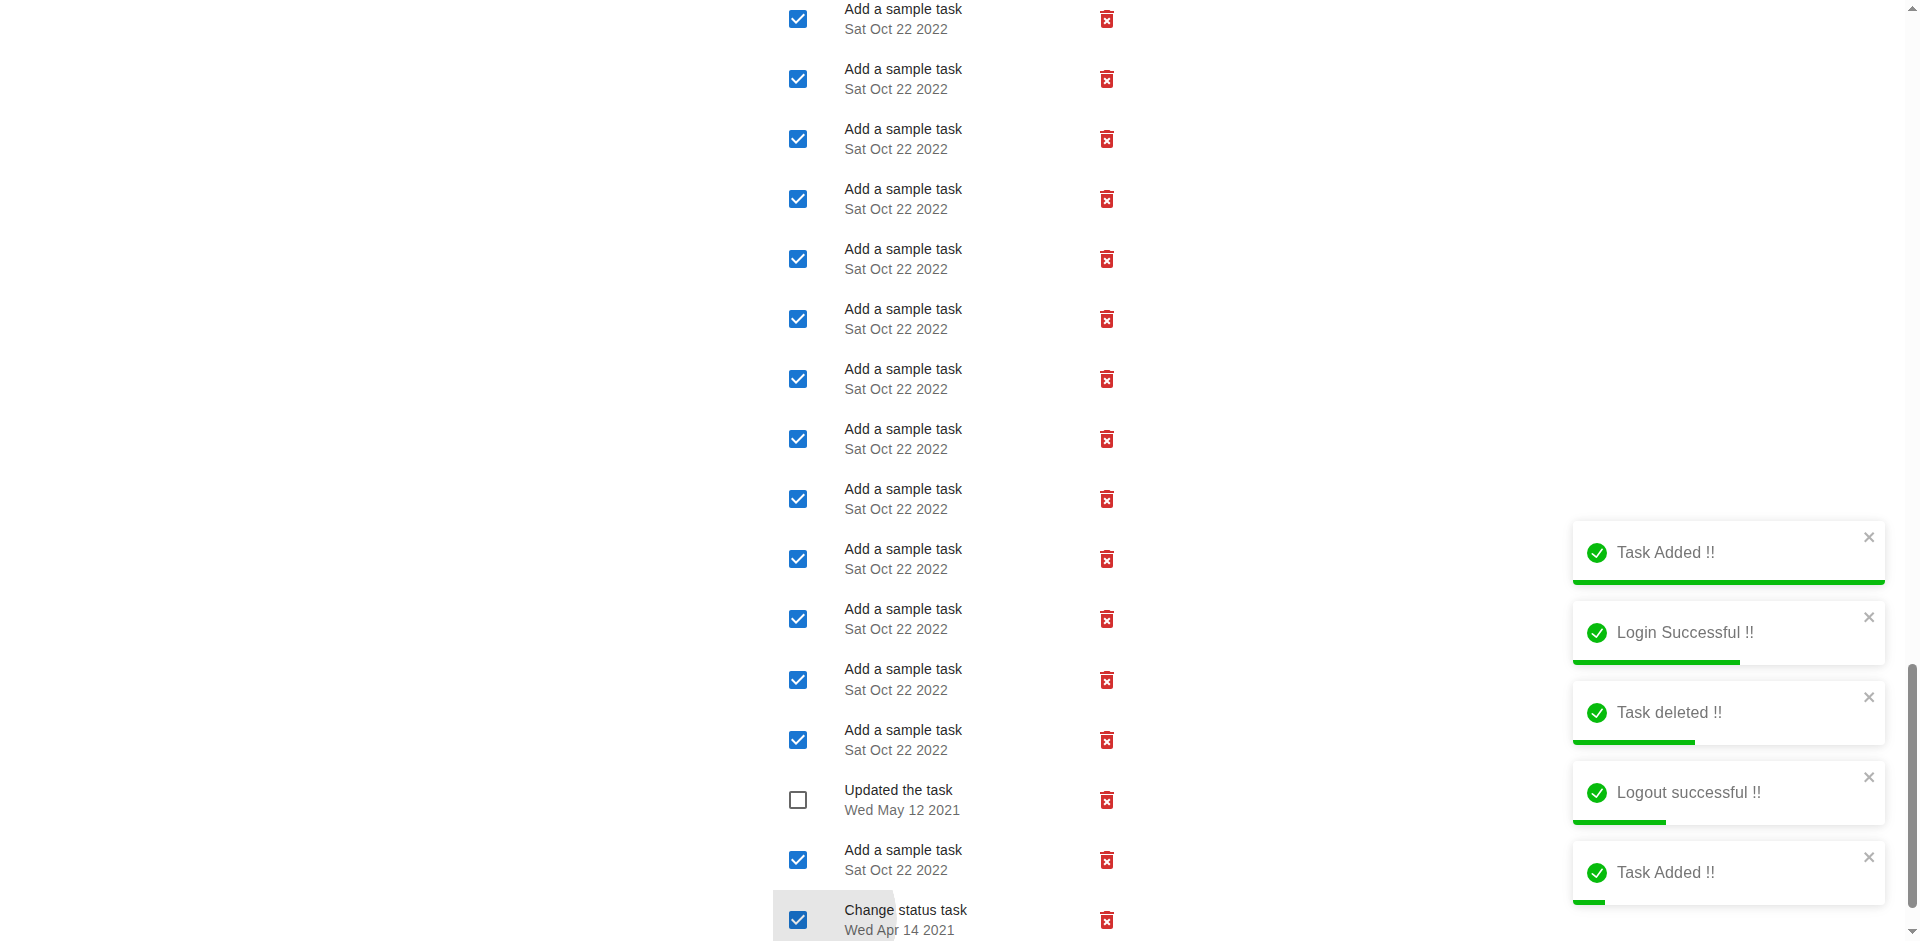 Add a sample task
Sat Oct 22 2022
Add a sample task
Sat Oct 22 2022
Add a sample task
Sat Oct 22 2022
Add a sample task
Sat Oct 22 2022
Add a sample task
Sat Oct 22 2022
Add a sample task
Sat Oct 22 2022
Add a sample task
Sat Oct 22 2022
Add a sample task
Sat Oct 22 2022
Add a sample task
Sat Oct 22 2022
Add a sample task
Sat Oct 22 2022
Add a sample task
Sat Oct 22 2022
Add a sample task
Sat Oct 22 2022
Add a sample task
Sat Oct 22 2022
Updated the task
Wed May 12 2021
Add a sample task
Sat Oct 22 2022
Change status task
Wed Apr 14 2021
Task Added !!
Login Successful !!
Task deleted !!
Logout successful !!
Task Added !!